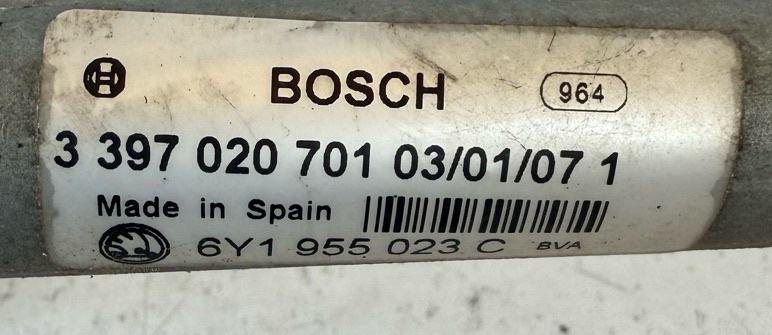 BOSCH 964
3 397 020 701 03/01/07 1
Made in Spain
6Y1 955 023 C BVA